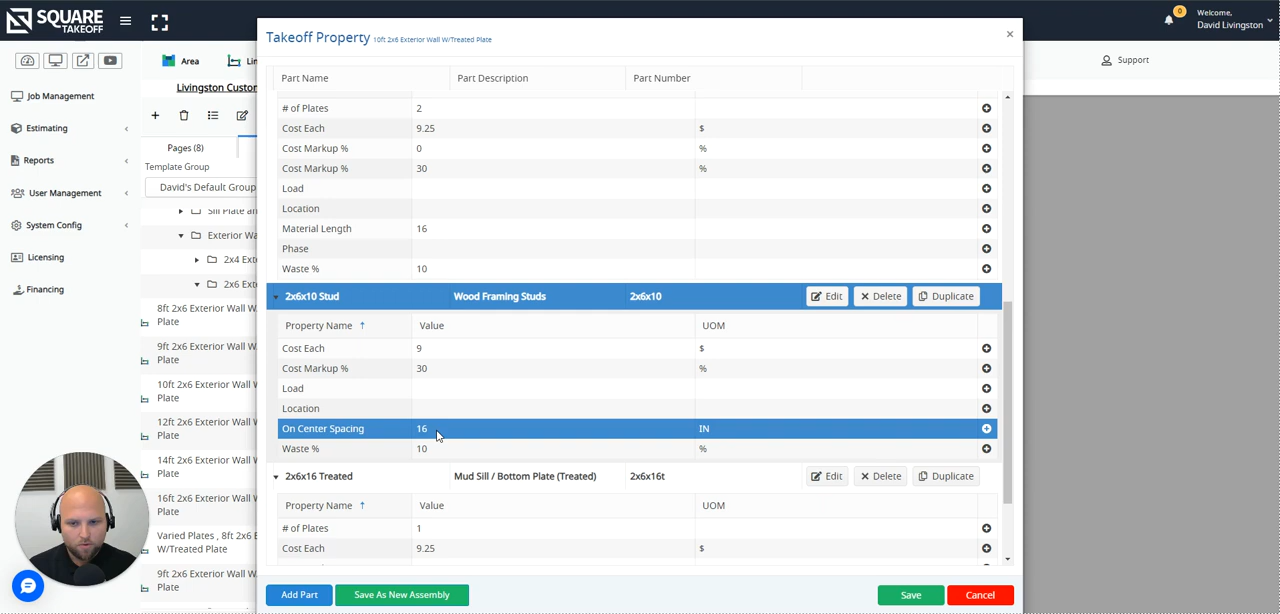 SQUARE
TAKEOFF
0
Welcome,
David Livingston
Takeoff Property 10ft 2x6 Exterior Wall W/Treated Plate
×
Area
Lin
Support
Livingston Custor
Job Management
Estimating
Reports
User Management
System Config
Licensing
Financing
Pages (8)
Template Group
David's Default Group
Sill Plate an
Exterior Wa
2x4 Exte
2x6 Exte
8ft 2x6 Exterior Wall W
Plate
9ft 2x6 Exterior Wall W
Plate
10ft 2x6 Exterior Wall W
Plate
12ft 2x6 Exterior Wall W
Plate
14ft 2x6 Exterior Wall W
Plate
16ft 2x6 Exterior Wall W
Plate
Varied Plates , 8ft 2x6 E
W/Treated Plate
9ft 2x6 Exterior Wall W
Plate
Part Name Part Description Part Number
# of Plates 2
Cost Each 9.25 $
Cost Markup % 0 %
Cost Markup % 30 %
Load
Location
Material Length 16
Phase
Waste % 10
2x6x10 Stud Wood Framing Studs 2x6x10 Edit Delete Duplicate
Property Name ↑ Value UOM
Cost Each 9 $
Cost Markup % 30 %
Load
Location
On Center Spacing 16 IN
Waste % 10 %
2x6x16 Treated Mud Sill / Bottom Plate (Treated) 2x6x16t Edit Delete Duplicate
Property Name ↑ Value UOM
# of Plates 1
Cost Each 9.25 $
Add Part Save As New Assembly Save Cancel